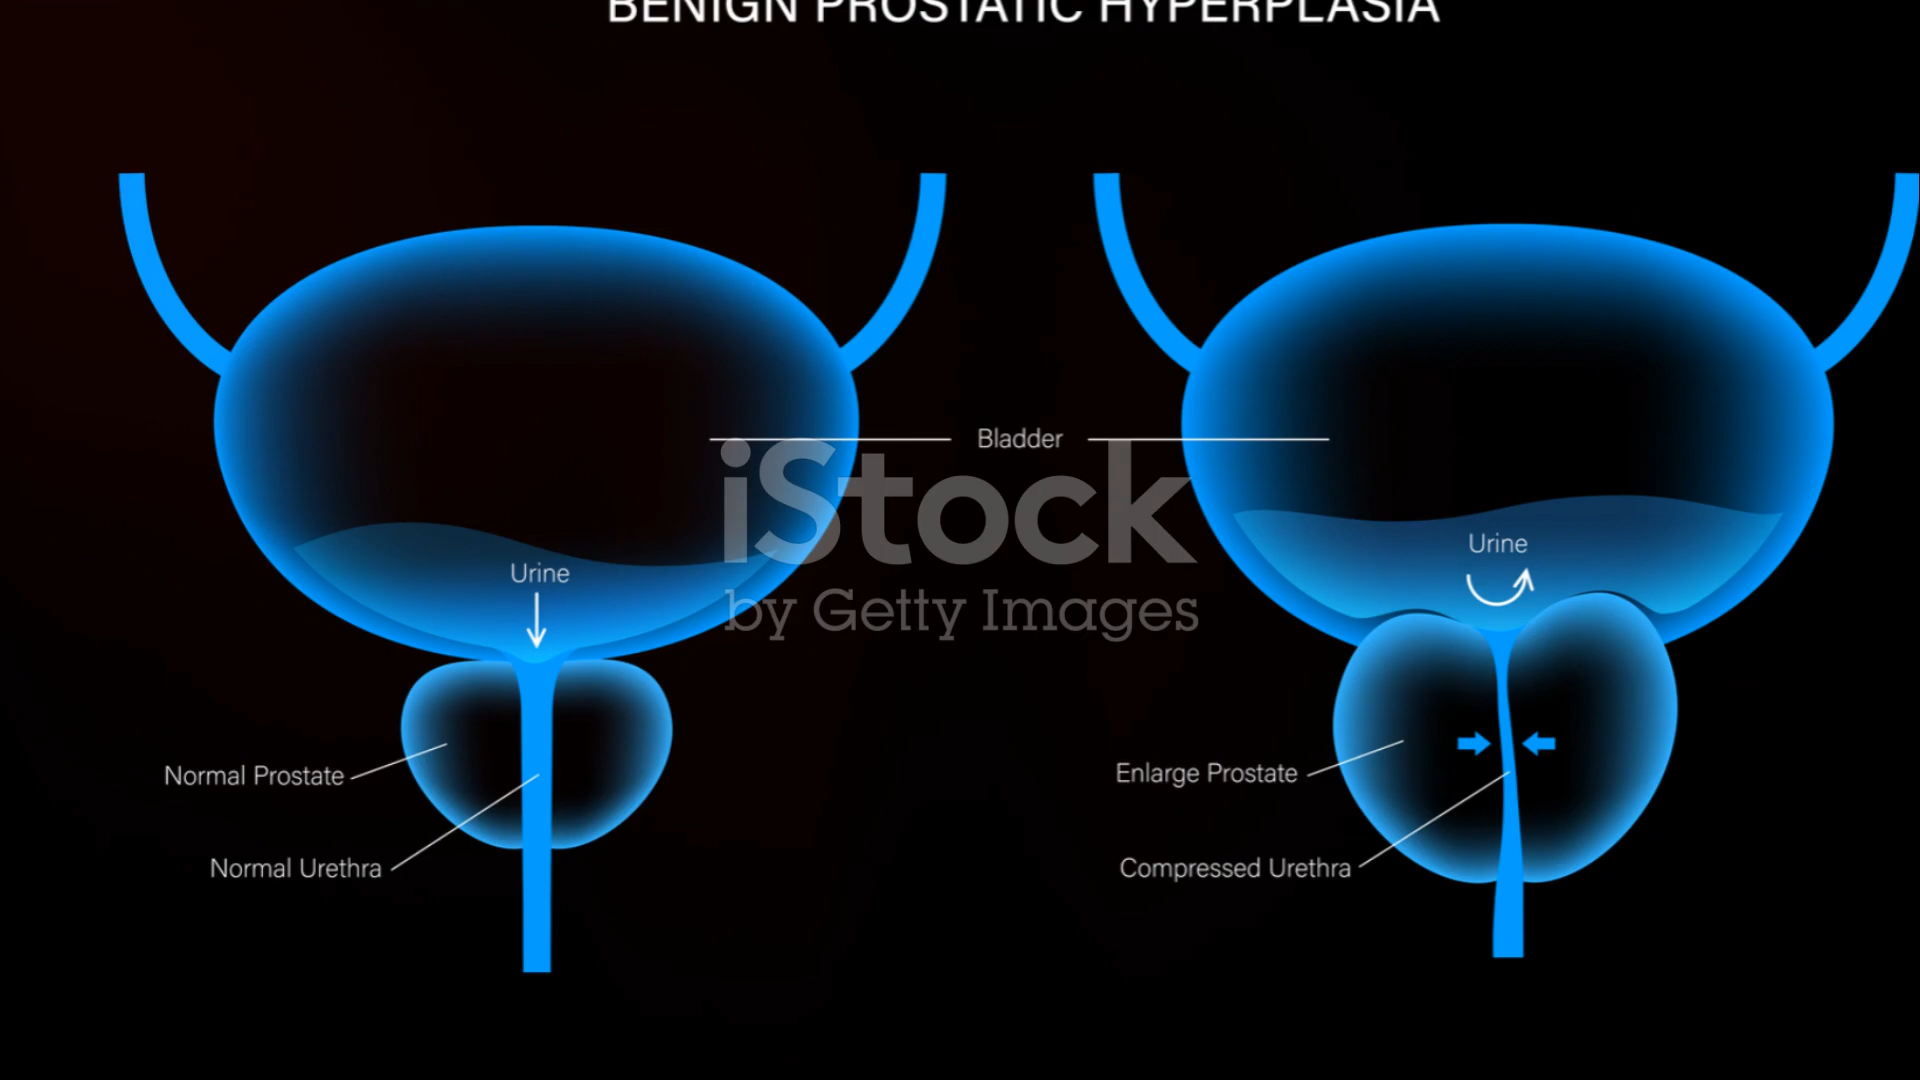 BENIGN PROSTATIC HYPERPLASIA
Bladder
iStock
by Getty Images
Urine
Urine
Normal Prostate
Normal Urethra
Enlarge Prostate
Compressed Urethra